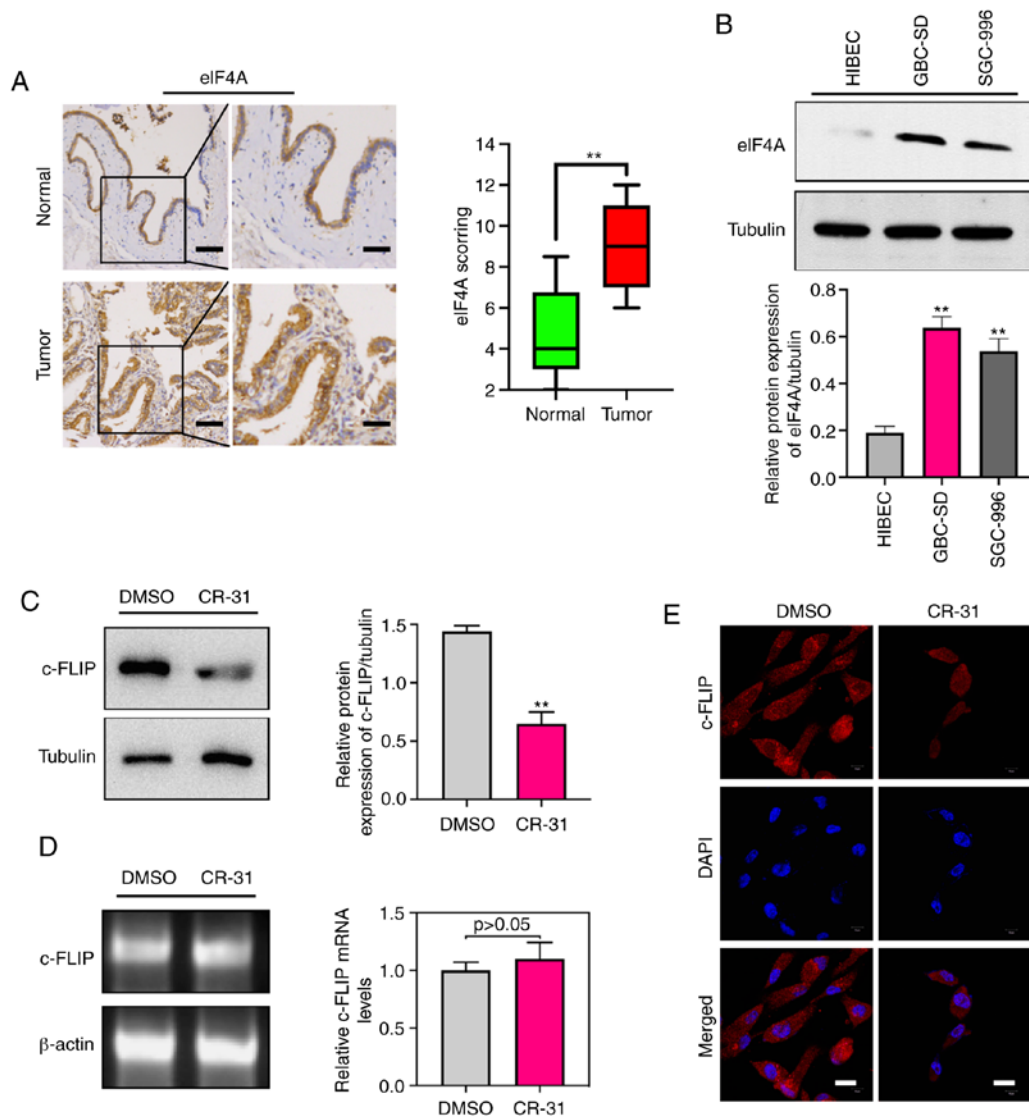 A
eIF4A
Normal
Tumor
eIF4A scorring
14
12
10
8
6
4
2
**
Normal
Tumor
B
HIBEC
GBC-SD
SGC-996
eIF4A
Tubulin
Relative protein expression
of eIF4A/tubulin
0.8
0.6
0.4
0.2
0.0
**
**
HIBEC
GBC-SD
SGC-996
C
DMSO
CR-31
c-FLIP
Tubulin
Relative protein
expression of c-FLIP/tubulin
1.5
1.0
0.5
0.0
**
DMSO
CR-31
D
DMSO
CR-31
c-FLIP
β-actin
Relative c-FLIP mRNA
levels
1.5
1.0
0.5
0.0
p>0.05
DMSO
CR-31
E
DMSO
CR-31
c-FLIP
DAPI
Merged